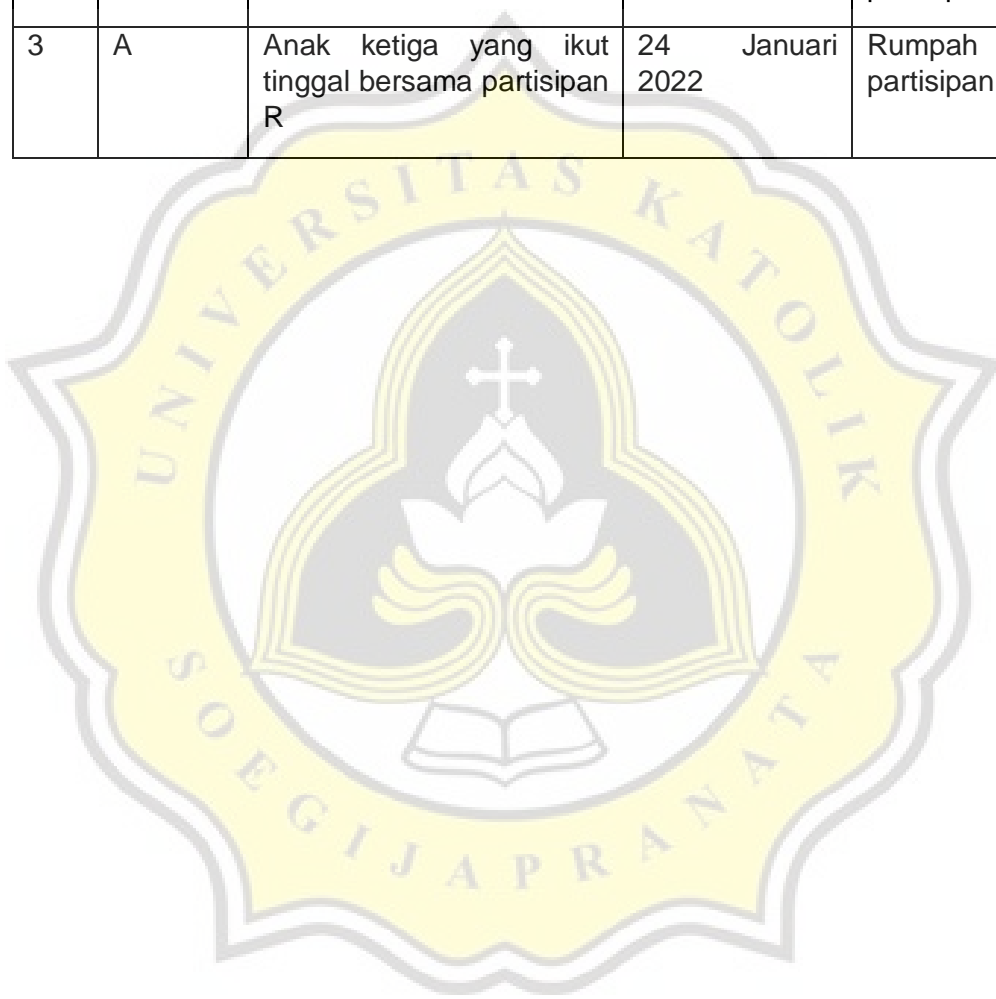 3 A Anak ketiga yang ikut 24 Januari Rumpah
tinggal bersama partisipan 2022 partisipan
R
UNIVERSITAS KATOLIK
SOEGIJAPRANATA